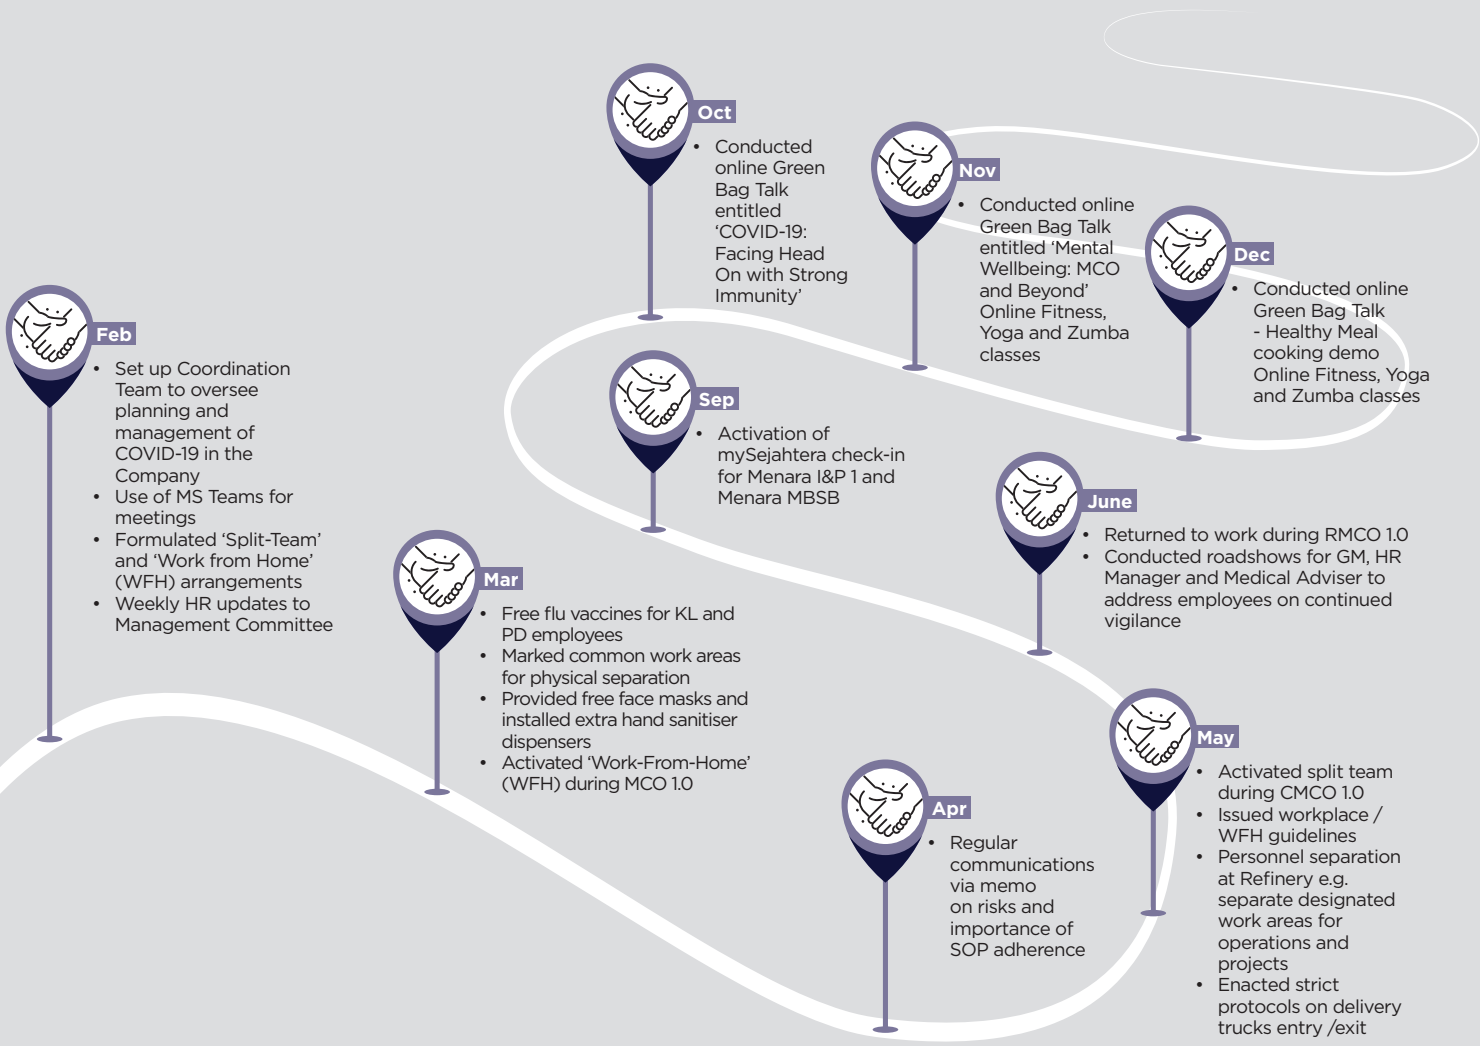 Feb
• Set up Coordination
Team to oversee
planning and
management of
COVID-19 in the
Company
• Use of MS Teams for
meetings
• Formulated ‘Split-Team’
and ‘Work from Home’
(WFH) arrangements
• Weekly HR updates to
Management Committee
Mar
• Free flu vaccines for KL and
PD employees
• Marked common work areas
for physical separation
• Provided free face masks and
installed extra hand sanitiser
dispensers
• Activated ‘Work-From-Home’
(WFH) during MCO 1.0
Apr
• Regular
communications
via memo
on risks and
importance of
SOP adherence
May
• Activated split team
during CMCO 1.0
• Issued workplace /
WFH guidelines
• Personnel separation
at Refinery e.g.
separate designated
work areas for
operations and
projects
• Enacted strict
protocols on delivery
trucks entry /exit
June
• Returned to work during RMCO 1.0
• Conducted roadshows for GM, HR
Manager and Medical Adviser to
address employees on continued
vigilance
Sep
• Activation of
mySejahtera check-in
for Menara I&P 1 and
Menara MBSB
Oct
• Conducted
online Green
Bag Talk
entitled
‘COVID-19:
Facing Head
On with Strong
Immunity’
Nov
• Conducted online
Green Bag Talk
entitled ‘Mental
Wellbeing: MCO
and Beyond’
Online Fitness,
Yoga and Zumba
classes
Dec
• Conducted online
Green Bag Talk
- Healthy Meal
cooking demo
Online Fitness, Yoga
and Zumba classes